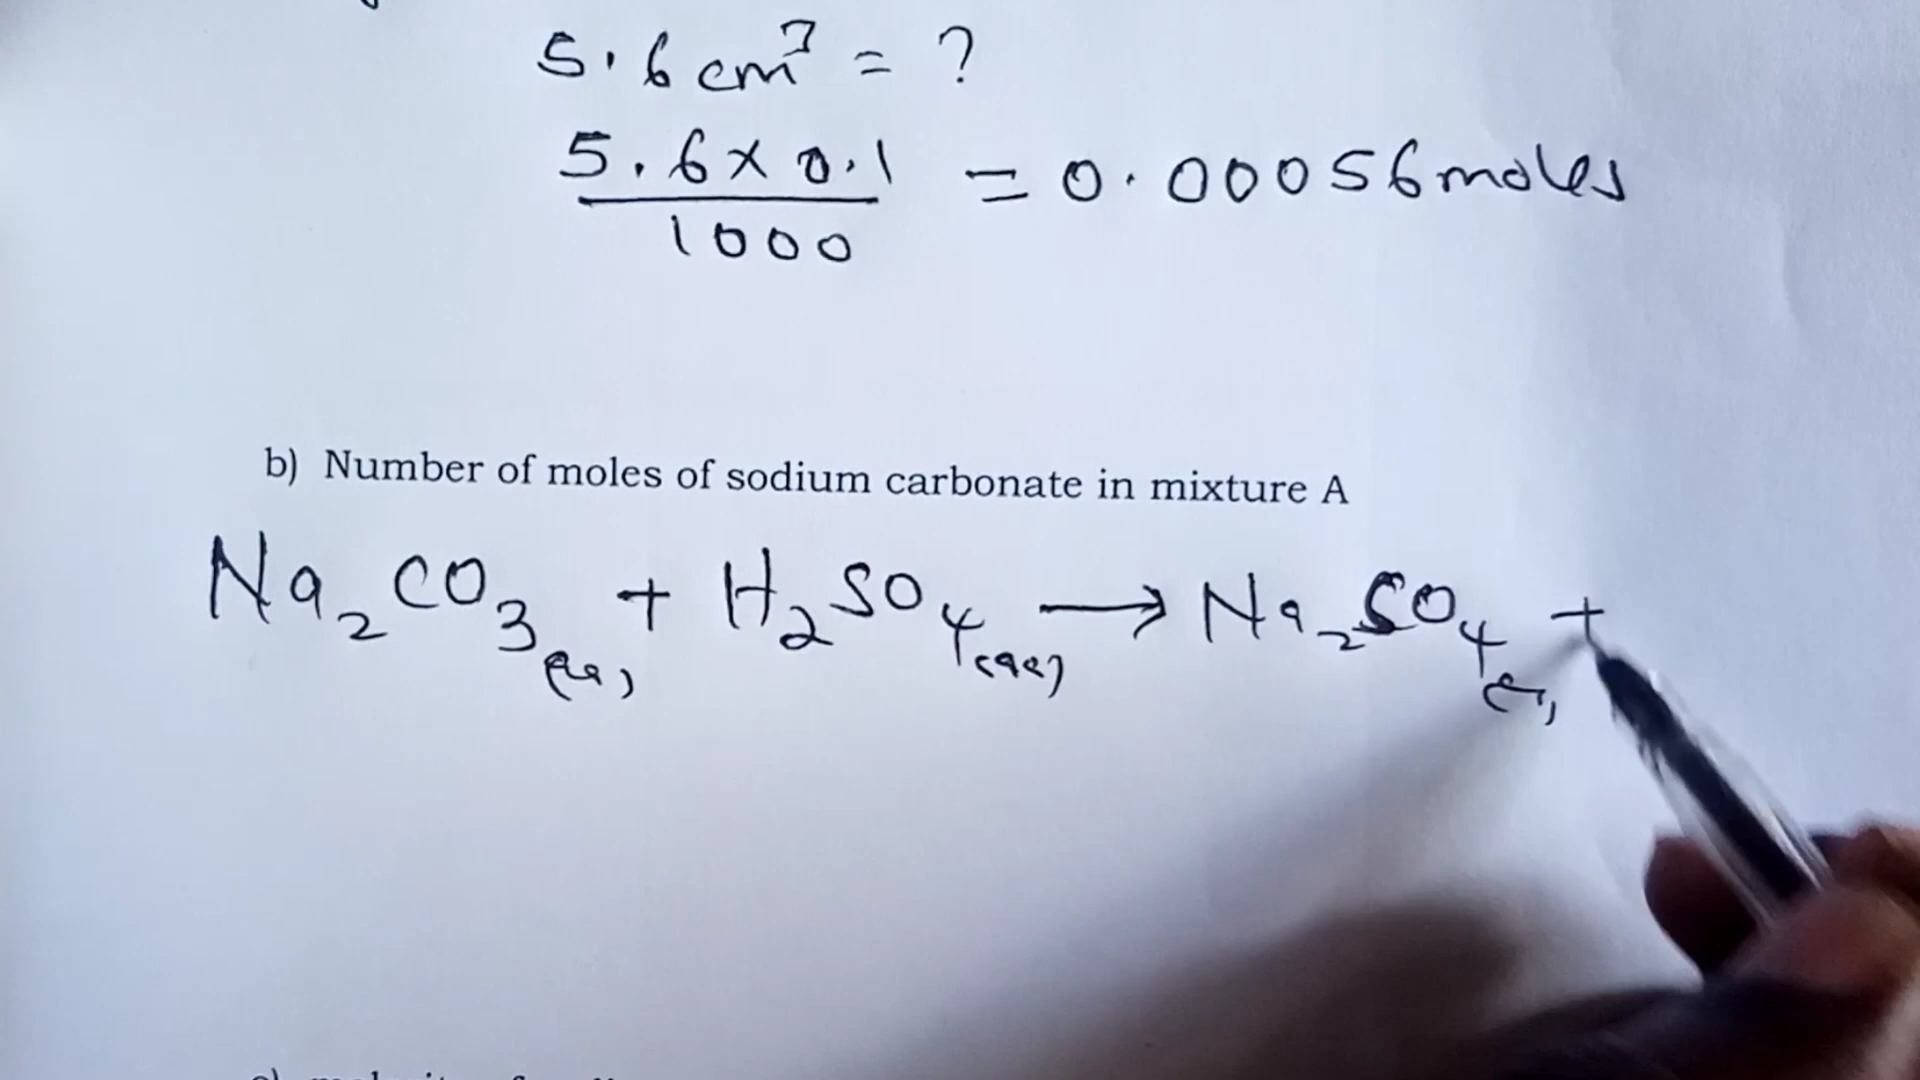 5.6 cm³ = ?
5.6 × 0.1 = 0.00056 moles
1000
b) Number of moles of sodium carbonate in mixture A
Na₂CO₃(aq) + H₂SO₄(aq) → Na₂SO₄ +